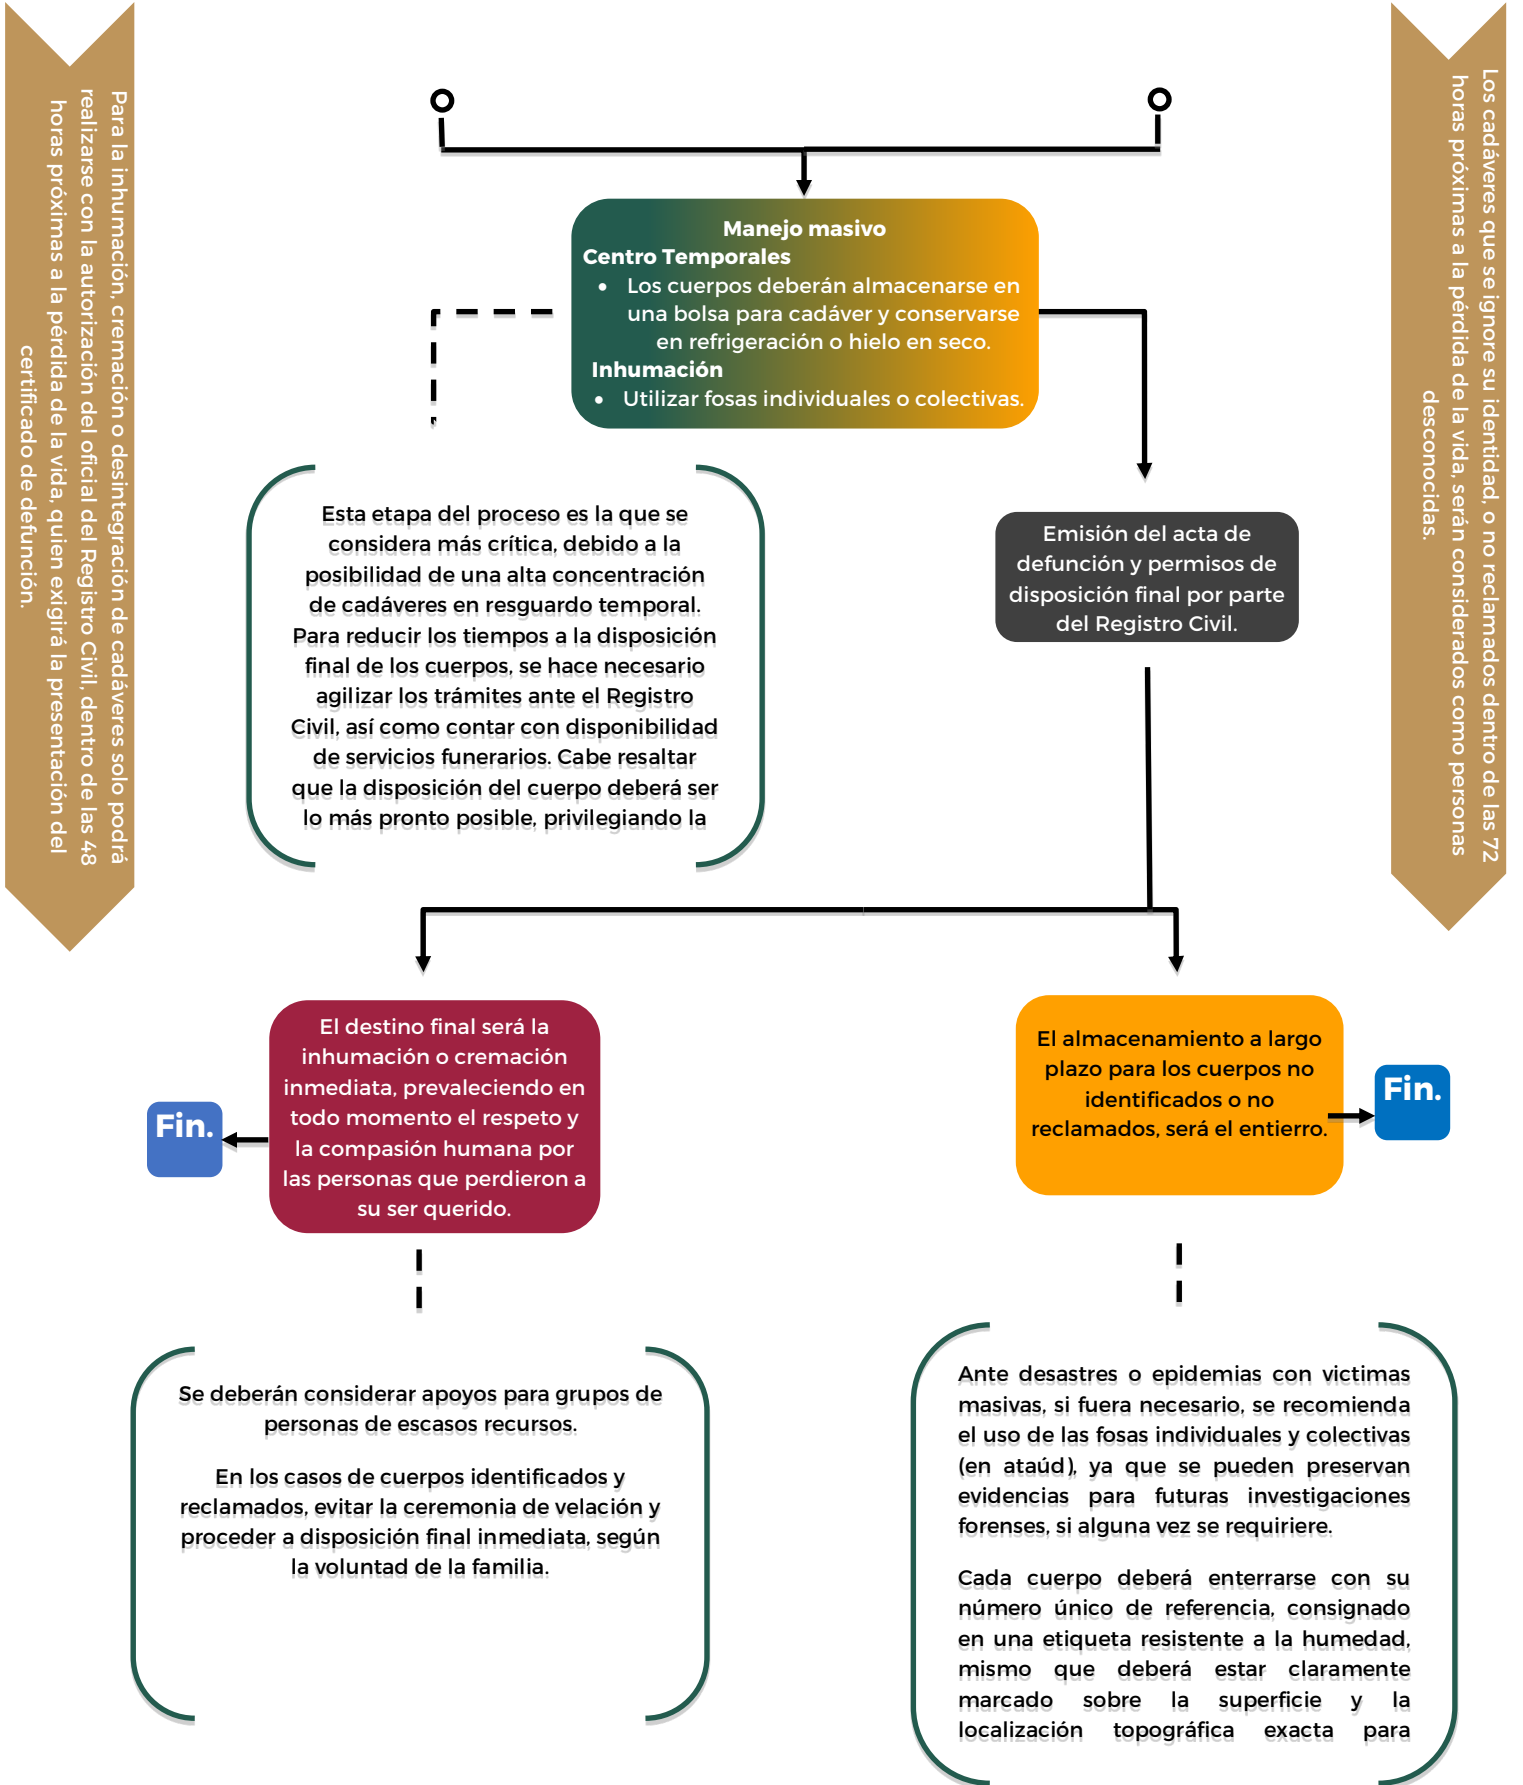 Para la inhumación, cremación o desintegración de cadáveres solo podrá
realizarse con la autorización del oficial del Registro Civil, dentro de las 48
horas próximas a la pérdida de la vida, quien exigirá la presentación del
certificado de defunción.
Los cadáveres que se ignore su identidad, o no reclamados dentro de las 72
horas próximas a la pérdida de la vida, serán considerados como personas
desconocidas.
Manejo masivo
Centro Temporales
• Los cuerpos deberán almacenarse en
una bolsa para cadáver y conservarse
en refrigeración o hielo en seco.
Inhumación
• Utilizar fosas individuales o colectivas.
Esta etapa del proceso es la que se
considera más crítica, debido a la
posibilidad de una alta concentración
de cadáveres en resguardo temporal.
Para reducir los tiempos a la disposición
final de los cuerpos, se hace necesario
agilizar los trámites ante el Registro
Civil, así como contar con disponibilidad
de servicios funerarios. Cabe resaltar
que la disposición del cuerpo deberá ser
lo más pronto posible, privilegiando la
Emisión del acta de
defunción y permisos de
disposición final por parte
del Registro Civil.
El destino final será la
inhumación o cremación
inmediata, prevaleciendo en
todo momento el respeto y
la compasión humana por
las personas que perdieron a
su ser querido.
Fin.
El almacenamiento a largo
plazo para los cuerpos no
identificados o no
reclamados, será el entierro.
Fin.
Se deberán considerar apoyos para grupos de
personas de escasos recursos.
En los casos de cuerpos identificados y
reclamados, evitar la ceremonia de velación y
proceder a disposición final inmediata, según
la voluntad de la familia.
Ante desastres o epidemias con victimas
masivas, si fuera necesario, se recomienda
el uso de las fosas individuales y colectivas
(en ataúd), ya que se pueden preservan
evidencias para futuras investigaciones
forenses, si alguna vez se requiriere.
Cada cuerpo deberá enterrarse con su
número único de referencia, consignado
en una etiqueta resistente a la humedad,
mismo que deberá estar claramente
marcado sobre la superficie y la
localización topográfica exacta para